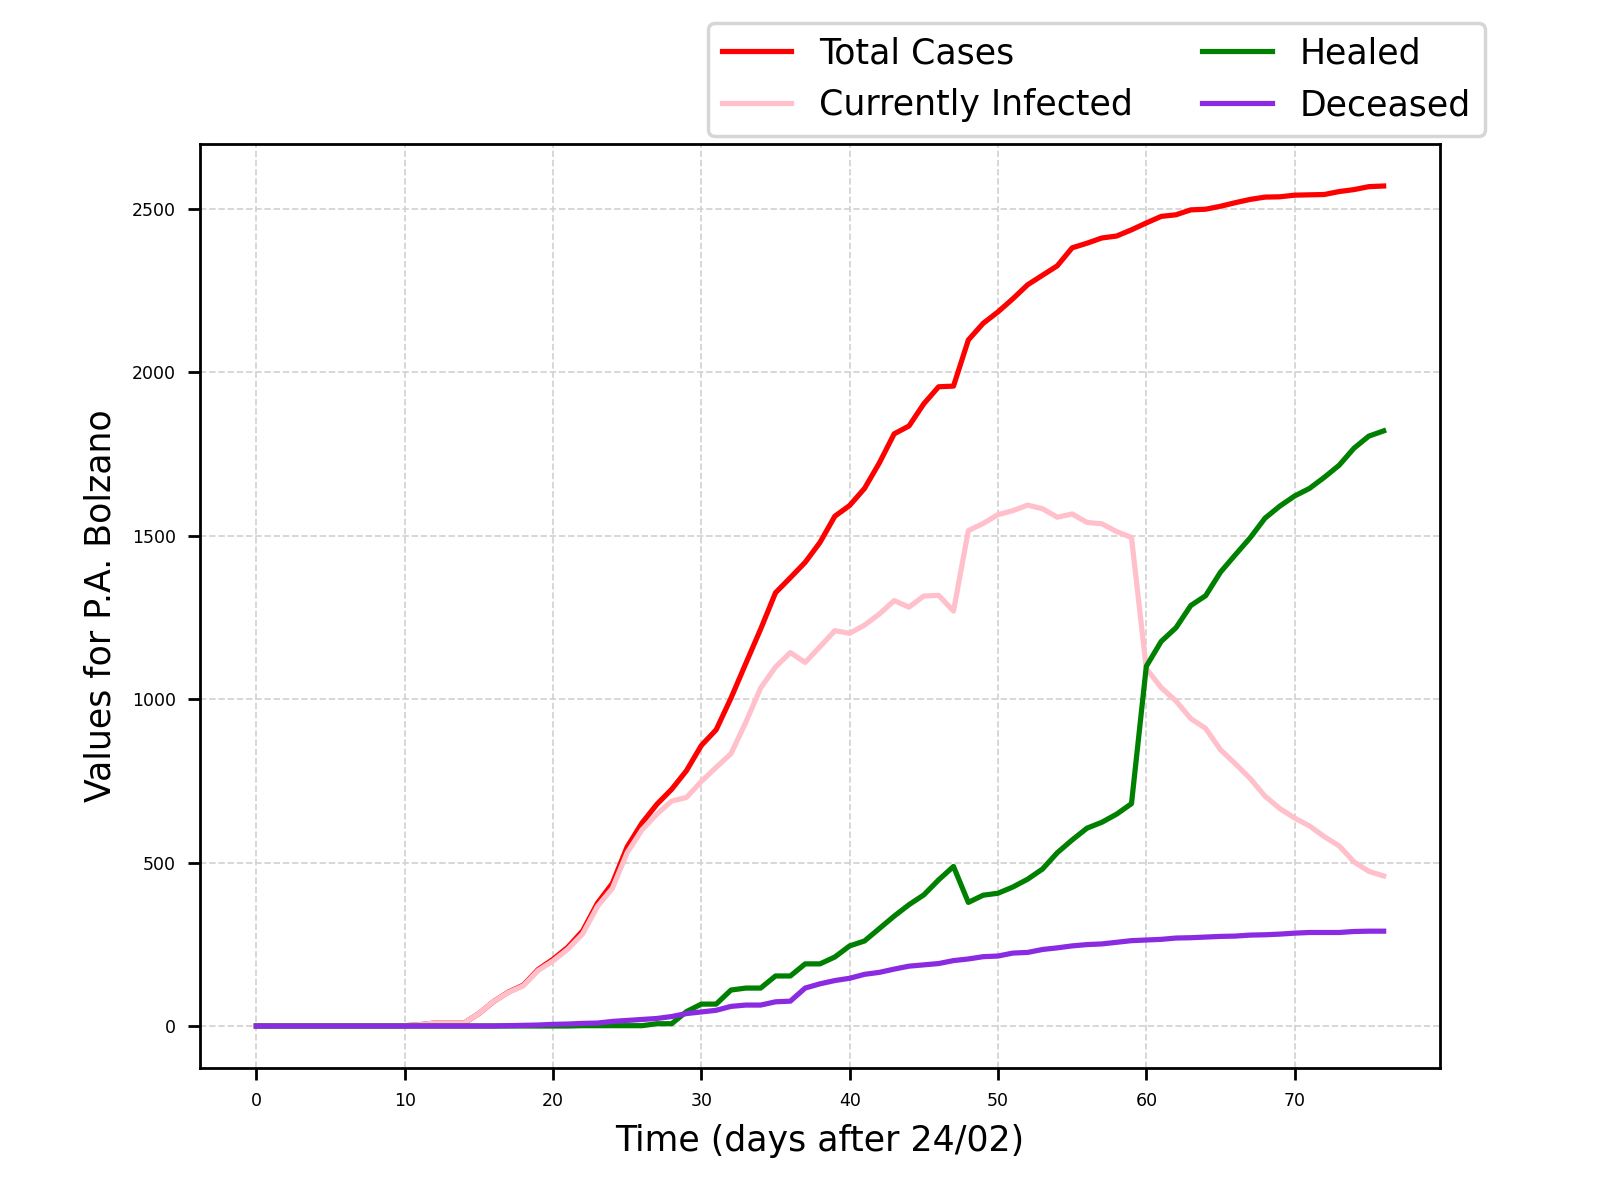 Total Cases
Currently Infected
Healed
Deceased
Values for P.A. Bolzano
2500
2000
1500
1000
500
0
0 10 20 30 40 50 60 70
Time (days after 24/02)